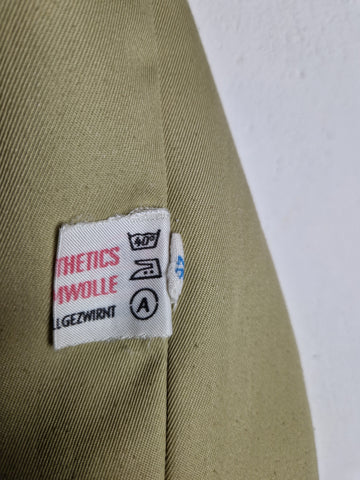 40°
THETICS
MWOLLE
A
LLGEZWIRNT